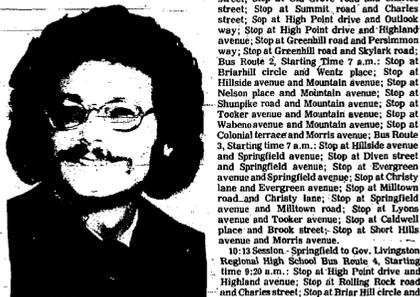 street; Stop at Old Grove road and Charles
street; Stop at Summit road and Charles
street; Sop at High Point drive and Outlook
way; Stop at High Point drive and Highland
avenue; Stop at Greenhill road and Persimmon
way; Stop at Greenhill road and Skylark road;
Bus Route 2, Starting Time 7 a.m.: Stop at
Briarhill circle and Wentz place; Stop at
Hillside avenue and Mountain avenue; Stop at
Nelson place and Mountain avenue; Stop at
Shunpike road and Mountain avenue; Stop at
Tooker avenue and Mountain avenue; Stop at
Wabeno avenue and Mountain avenue; Stop at
Colonial terrace and Morris avenue; Bus Route
3, Starting time 7 a.m.: Stop at Hillside avenue
and Springfield avenue; Stop at Diven street
and Springfield avenue; Stop at Evergreen
avenue and Springfield avenue; Stop at Christy
lane and Evergreen avenue; Stop at Milltown
road and Christy lane; Stop at Springfield
avenue and Milltown road; Stop at Lyons
avenue and Tooker avenue; Stop at Caldwell
place and Brook street; Stop at Short Hills
avenue and Morris avenue.
10:13 Session - Springfield to Gov. Livingston
Regional High School Bus Route 4, Starting
time 9:20 a.m.: Stop at High Point drive and
Highland avenue; Stop at Rolling Rock road
and Charles street; Stop at Briar Hill circle and